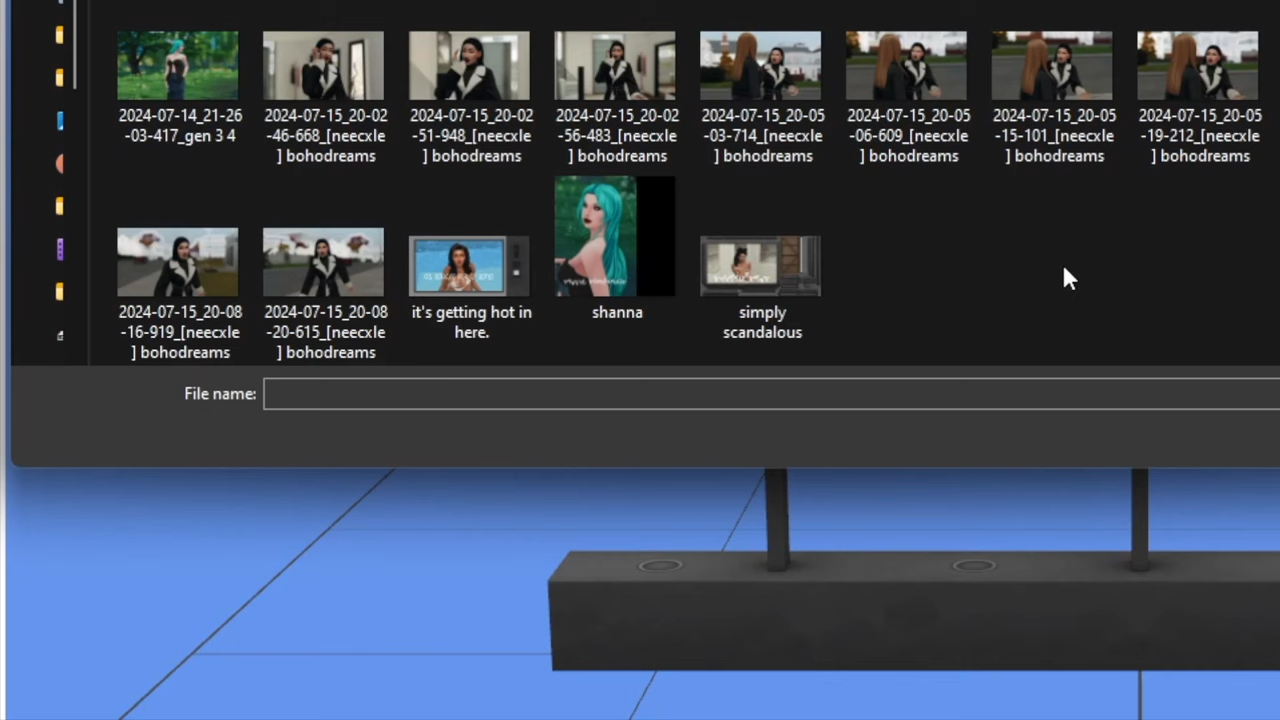 2024-07-14_21-26
-03-417_gen 3 4
2024-07-15_20-02
-46-668_[neecxle
] bohodreams
2024-07-15_20-02
-51-948_[neecxle
] bohodreams
2024-07-15_20-02
-56-483_[neecxle
] bohodreams
2024-07-15_20-05
-03-714_[neecxle
] bohodreams
2024-07-15_20-05
-06-609_[neecxle
] bohodreams
2024-07-15_20-05
-15-101_[neecxle
] bohodreams
2024-07-15_20-05
-19-212_[neecxle
] bohodreams
2024-07-15_20-08
-16-919_[neecxle
] bohodreams
2024-07-15_20-08
-20-615_[neecxle
] bohodreams
it's getting hot in
here.
shanna
simply
scandalous
File name: